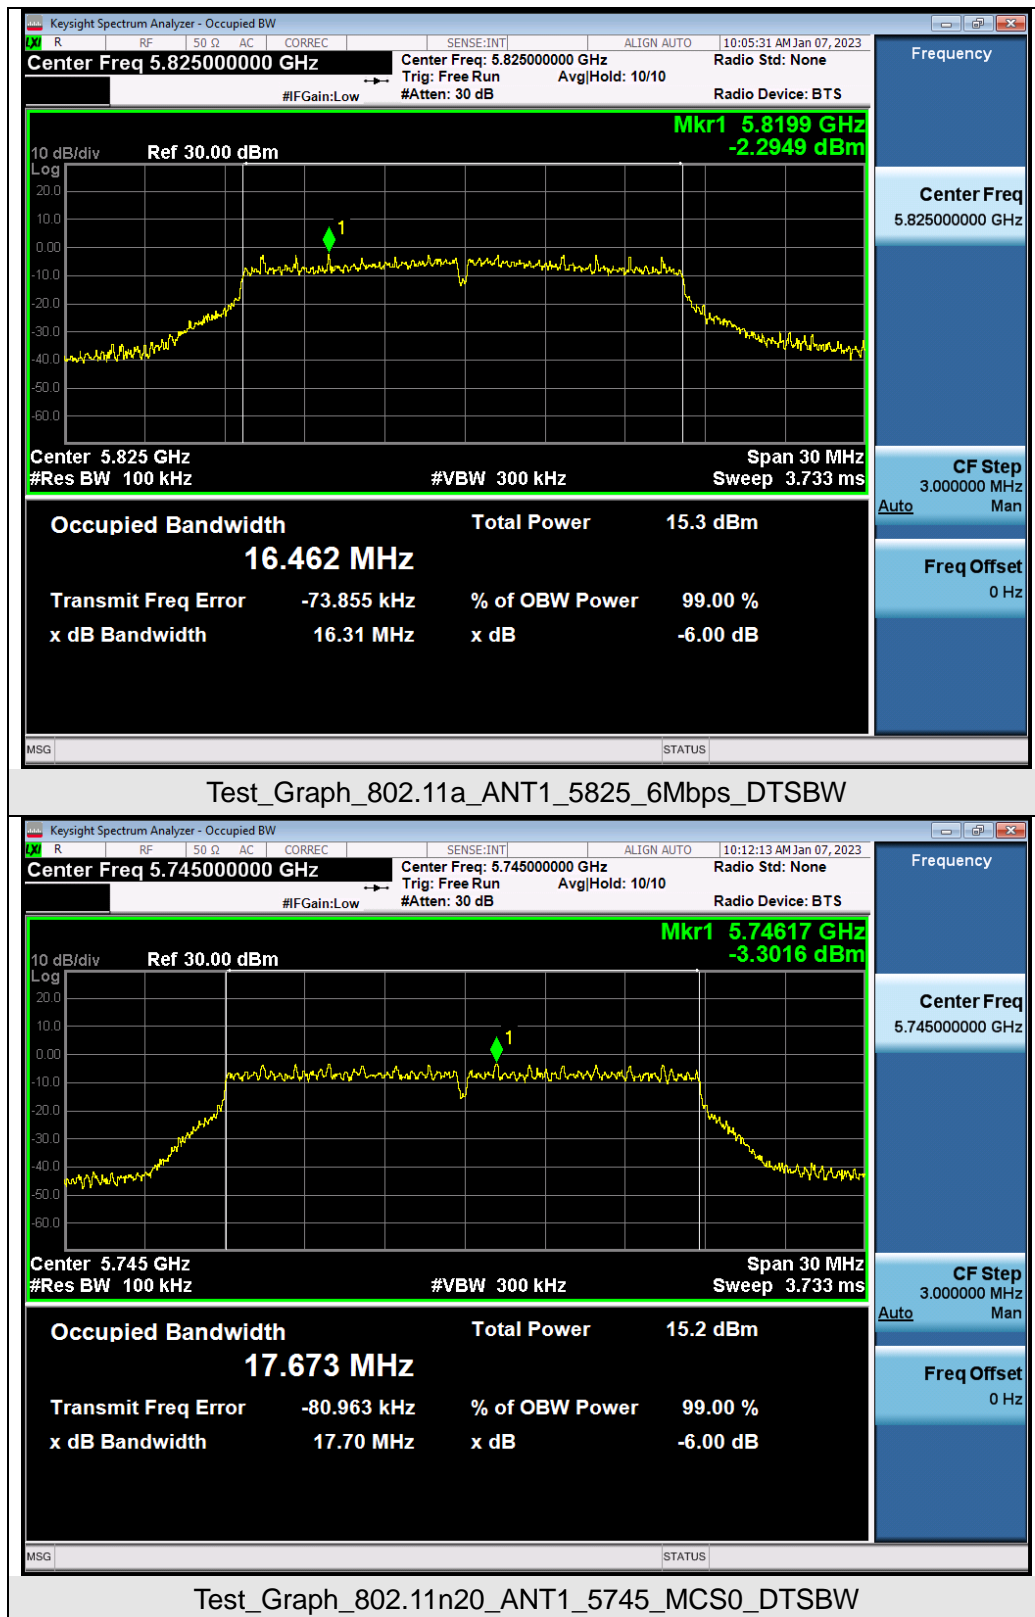 Keysight Spectrum Analyzer - Occupied BW
LXI R RF 50 Ω AC CORREC SENSE:INT ALIGN AUTO 10:05:31 AM Jan 07, 2023
Center Freq 5.825000000 GHz
Center Freq: 5.825000000 GHz
Radio Std: None
Trig: Free Run Avg|Hold: 10/10
#IFGain:Low #Atten: 30 dB Radio Device: BTS
Frequency
Mkr1 5.8199 GHz
-2.2949 dBm
10 dB/div Ref 30.00 dBm
Log
20.0
10.0
0.00
-10.0
-20.0
-30.0
-40.0
-50.0
-60.0
1
Center 5.825 GHz Span 30 MHz
#Res BW 100 kHz #VBW 300 kHz Sweep 3.733 ms
Center Freq
5.825000000 GHz
CF Step
3.000000 MHz
Auto Man
Freq Offset
0 Hz
Occupied Bandwidth Total Power 15.3 dBm
16.462 MHz
Transmit Freq Error -73.855 kHz % of OBW Power 99.00 %
x dB Bandwidth 16.31 MHz x dB -6.00 dB
MSG STATUS
Test_Graph_802.11a_ANT1_5825_6Mbps_DTSBW
Keysight Spectrum Analyzer - Occupied BW
LXI R RF 50 Ω AC CORREC SENSE:INT ALIGN AUTO 10:12:13 AM Jan 07, 2023
Center Freq 5.745000000 GHz
Center Freq: 5.745000000 GHz
Radio Std: None
Trig: Free Run Avg|Hold: 10/10
#IFGain:Low #Atten: 30 dB Radio Device: BTS
Frequency
Mkr1 5.74617 GHz
-3.3016 dBm
10 dB/div Ref 30.00 dBm
Log
20.0
10.0
0.00
-10.0
-20.0
-30.0
-40.0
-50.0
-60.0
1
Center 5.745 GHz Span 30 MHz
#Res BW 100 kHz #VBW 300 kHz Sweep 3.733 ms
Center Freq
5.745000000 GHz
CF Step
3.000000 MHz
Auto Man
Freq Offset
0 Hz
Occupied Bandwidth Total Power 15.2 dBm
17.673 MHz
Transmit Freq Error -80.963 kHz % of OBW Power 99.00 %
x dB Bandwidth 17.70 MHz x dB -6.00 dB
MSG STATUS
Test_Graph_802.11n20_ANT1_5745_MCS0_DTSBW